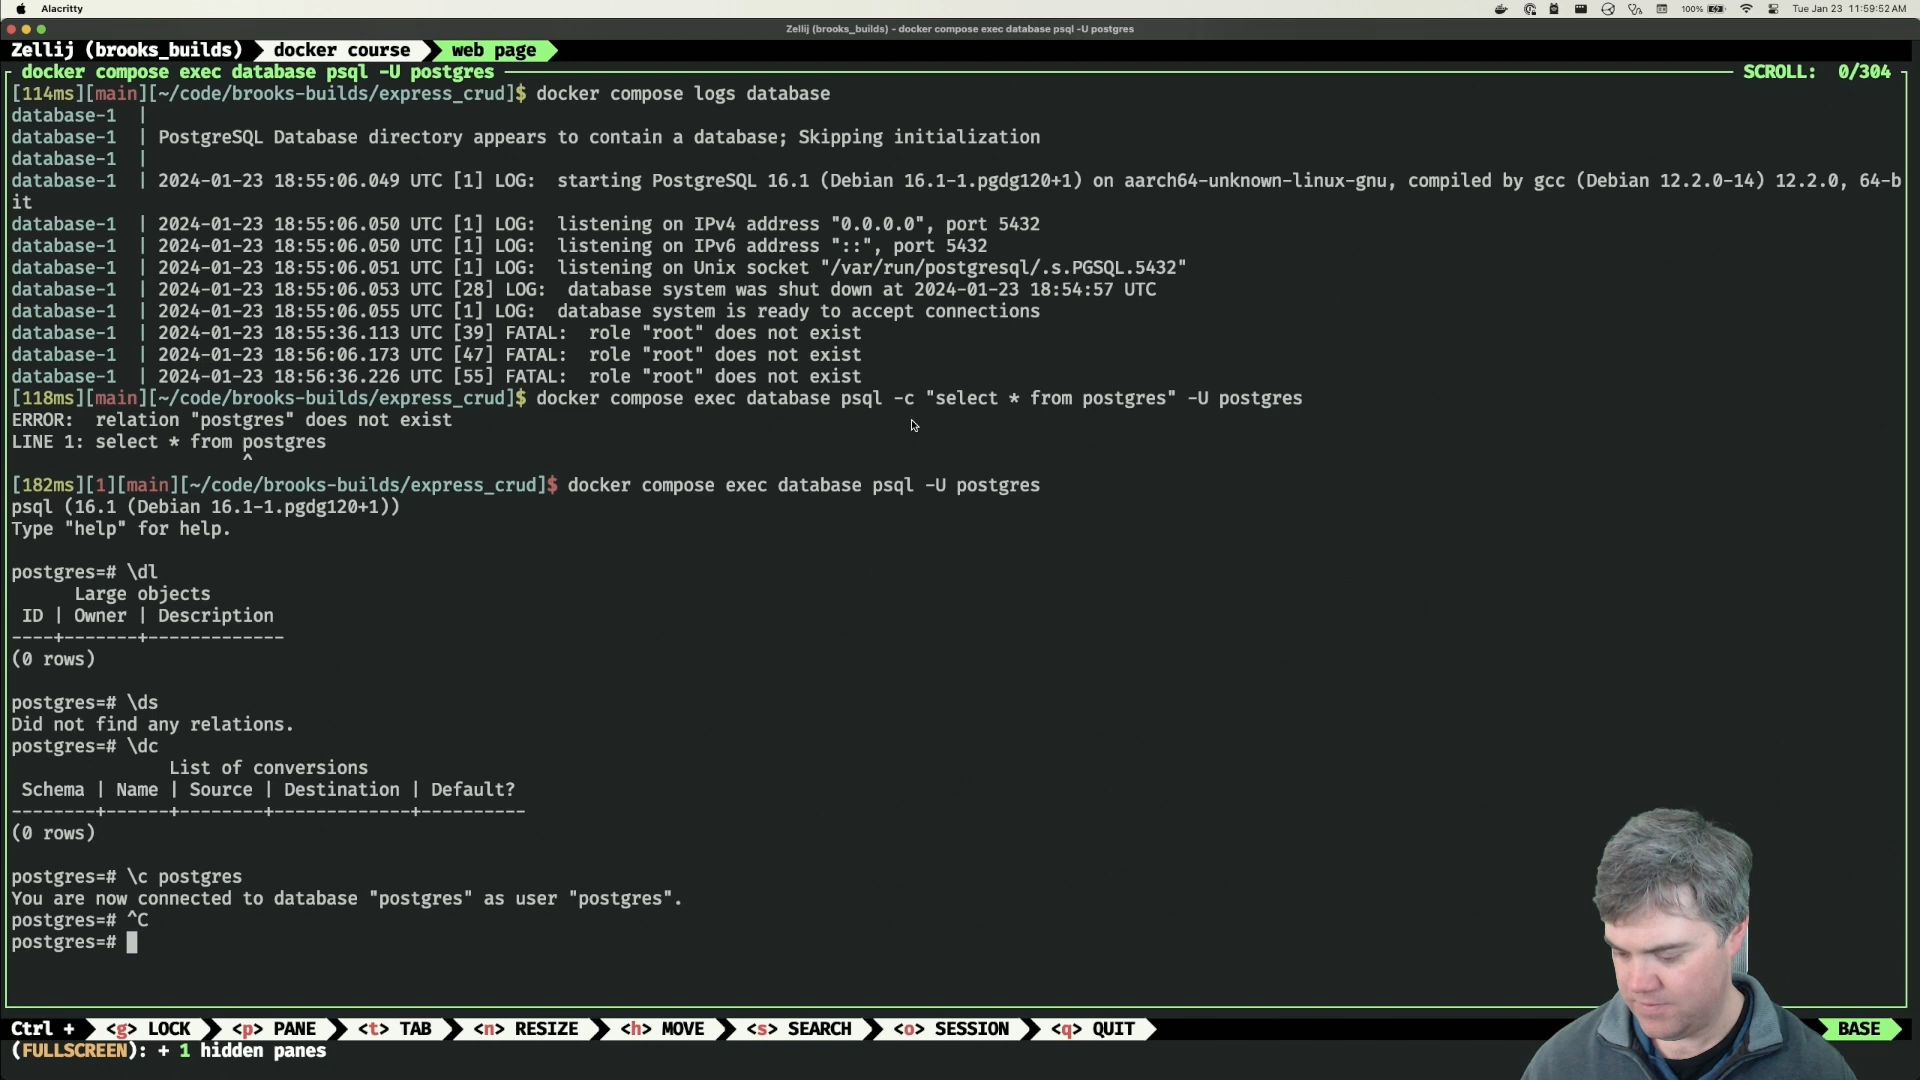 Alacritty
100% Tue Jan 23 11:59:52 AM
Zellij (brooks_builds) - docker compose exec database psql -U postgres
Zellij (brooks_builds) docker course web page
docker compose exec database psql -U postgres SCROLL: 0/304
[114ms][main][~/code/brooks-builds/express_crud]$ docker compose logs database
database-1 |
database-1 | PostgreSQL Database directory appears to contain a database; Skipping initialization
database-1 |
database-1 | 2024-01-23 18:55:06.049 UTC [1] LOG: starting PostgreSQL 16.1 (Debian 16.1-1.pgdg120+1) on aarch64-unknown-linux-gnu, compiled by gcc (Debian 12.2.0-14) 12.2.0, 64-b
it
database-1 | 2024-01-23 18:55:06.050 UTC [1] LOG: listening on IPv4 address "0.0.0.0", port 5432
database-1 | 2024-01-23 18:55:06.050 UTC [1] LOG: listening on IPv6 address "::", port 5432
database-1 | 2024-01-23 18:55:06.051 UTC [1] LOG: listening on Unix socket "/var/run/postgresql/.s.PGSQL.5432"
database-1 | 2024-01-23 18:55:06.053 UTC [28] LOG: database system was shut down at 2024-01-23 18:54:57 UTC
database-1 | 2024-01-23 18:55:06.055 UTC [1] LOG: database system is ready to accept connections
database-1 | 2024-01-23 18:55:36.113 UTC [39] FATAL: role "root" does not exist
database-1 | 2024-01-23 18:56:06.173 UTC [47] FATAL: role "root" does not exist
database-1 | 2024-01-23 18:56:36.226 UTC [55] FATAL: role "root" does not exist
[118ms][main][~/code/brooks-builds/express_crud]$ docker compose exec database psql -c "select * from postgres" -U postgres
ERROR: relation "postgres" does not exist
LINE 1: select * from postgres
^
[182ms][1][main][~/code/brooks-builds/express_crud]$ docker compose exec database psql -U postgres
psql (16.1 (Debian 16.1-1.pgdg120+1))
Type "help" for help.
postgres=# \dl
Large objects
ID | Owner | Description
----+-------+-------------
(0 rows)
postgres=# \ds
Did not find any relations.
postgres=# \dc
List of conversions
Schema | Name | Source | Destination | Default?
--------+------+--------+-------------+----------
(0 rows)
postgres=# \c postgres
You are now connected to database "postgres" as user "postgres".
postgres=# ^C
postgres=#
Ctrl + <g> LOCK <p> PANE <t> TAB <n> RESIZE <h> MOVE <s> SEARCH <o> SESSION <q> QUIT BASE
(FULLSCREEN): + 1 hidden panes